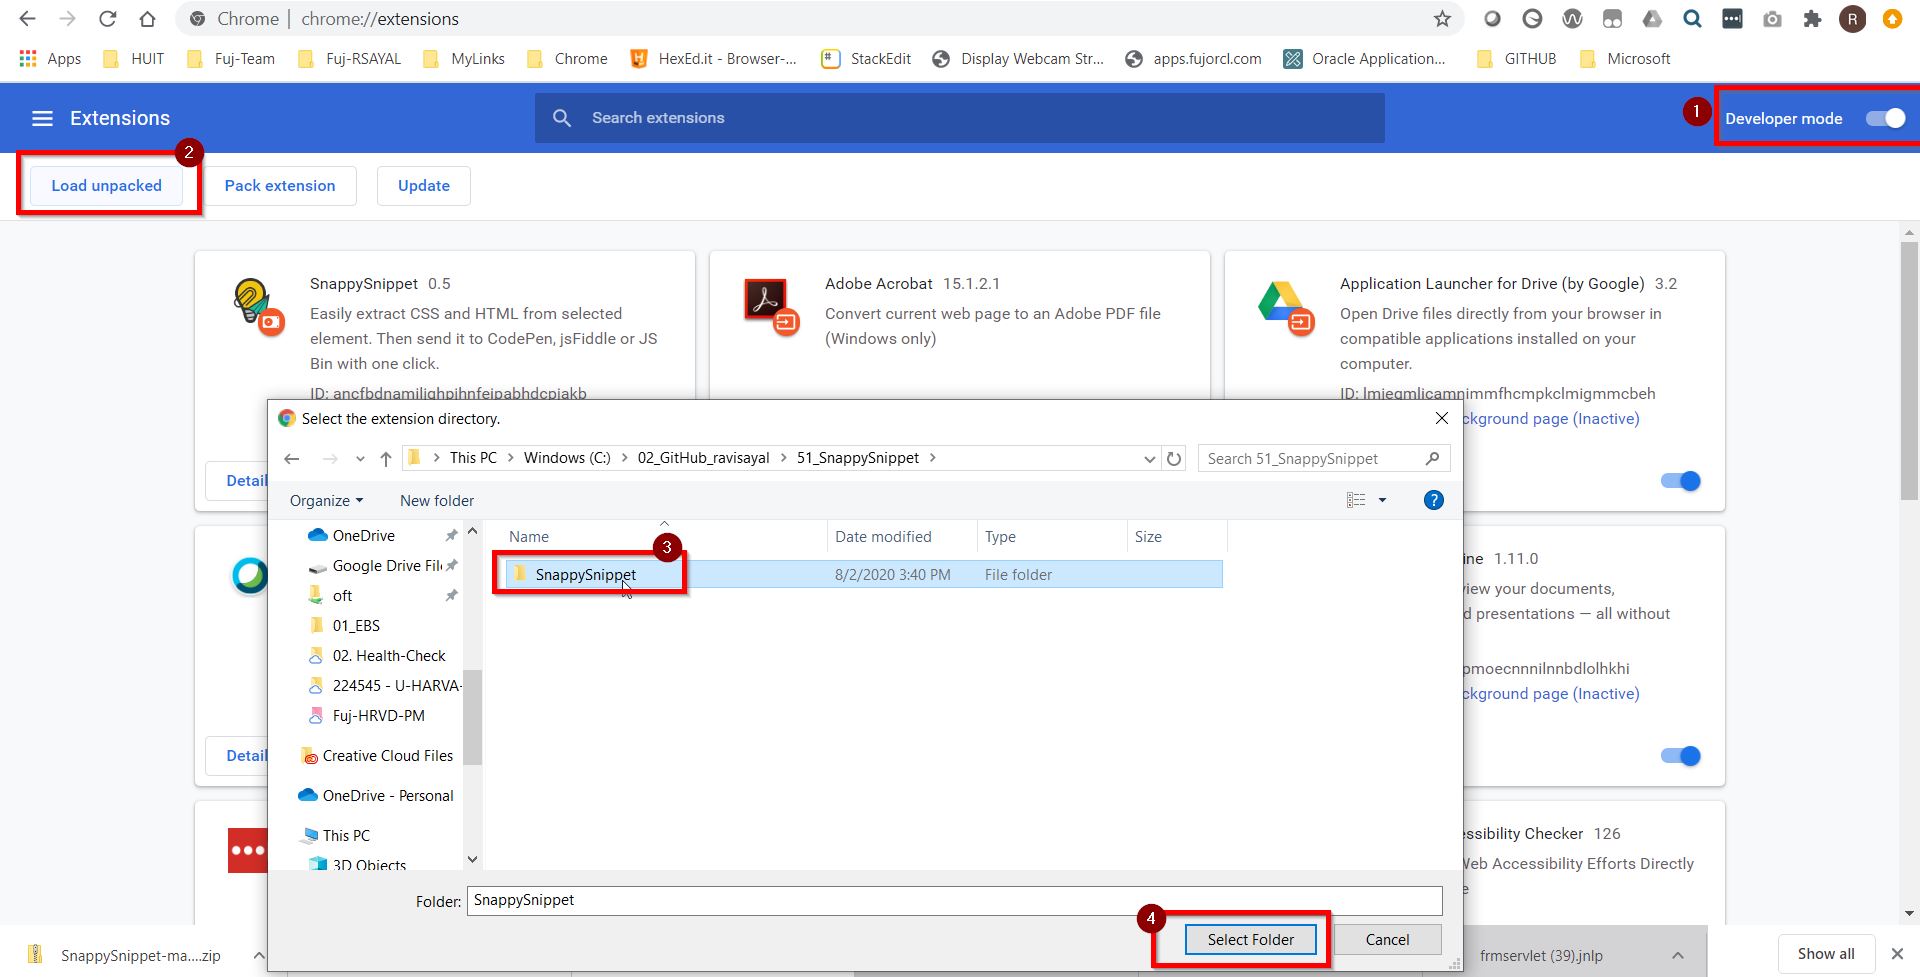 Chrome | chrome://extensions
R
Apps HUIT Fuj-Team Fuj-RSAYAL MyLinks Chrome HexEd.it - Browser-... StackEdit Display Webcam Str... apps.fujorcl.com Oracle Application... GITHUB Microsoft
Extensions
Search extensions
1
Developer mode
2
Load unpacked
Pack extension
Update
SnappySnippet 0.5
Easily extract CSS and HTML from selected
element. Then send it to CodePen, jsFiddle or JS
Bin with one click.
ID: ancfbdnamilighpihnfeipabhdcpiakb
Adobe Acrobat 15.1.2.1
Convert current web page to an Adobe PDF file
(Windows only)
Application Launcher for Drive (by Google) 3.2
Open Drive files directly from your browser in
compatible applications installed on your
computer.
ID: lmjegmlicamnimmfhcmpkclmigmmcbeh
ckground page (Inactive)
Detail
Select the extension directory.
This PC > Windows (C:) > 02_GitHub_ravisayal > 51_SnappySnippet >
Search 51_SnappySnippet
Organize
New folder
?
OneDrive
Google Drive Fil
oft
01_EBS
02. Health-Check
224545 - U-HARVA
Fuj-HRVD-PM
Creative Cloud Files
OneDrive - Personal
This PC
3D Objects
Name Date modified Type Size
3
SnappySnippet 8/2/2020 3:40 PM File folder
ine 1.11.0
iew your documents,
d presentations — all without
pmoecnnnilnnbdlolhkhi
ckground page (Inactive)
Detail
ssibility Checker 126
Web Accessibility Efforts Directly
e
Folder: SnappySnippet
4
Select Folder
Cancel
SnappySnippet-ma....zip
frmservlet (39).jnlp
Show all